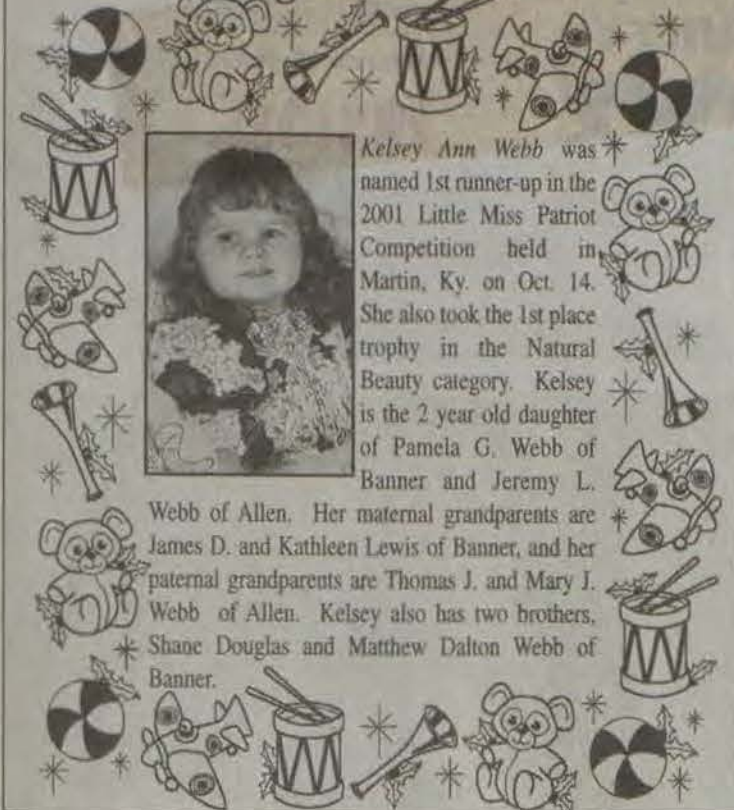 Kelsey Ann Webb was
named 1st runner-up in the
2001 Little Miss Patriot
Competition held in
Martin, Ky. on Oct. 14.
She also took the 1st place
trophy in the Natural
Beauty category. Kelsey
is the 2 year old daughter
of Pamela G. Webb of
Banner and Jeremy L.
Webb of Allen. Her maternal grandparents are
James D. and Kathleen Lewis of Banner, and her
paternal grandparents are Thomas J. and Mary J.
Webb of Allen. Kelsey also has two brothers,
Shane Douglas and Matthew Dalton Webb of
Banner.